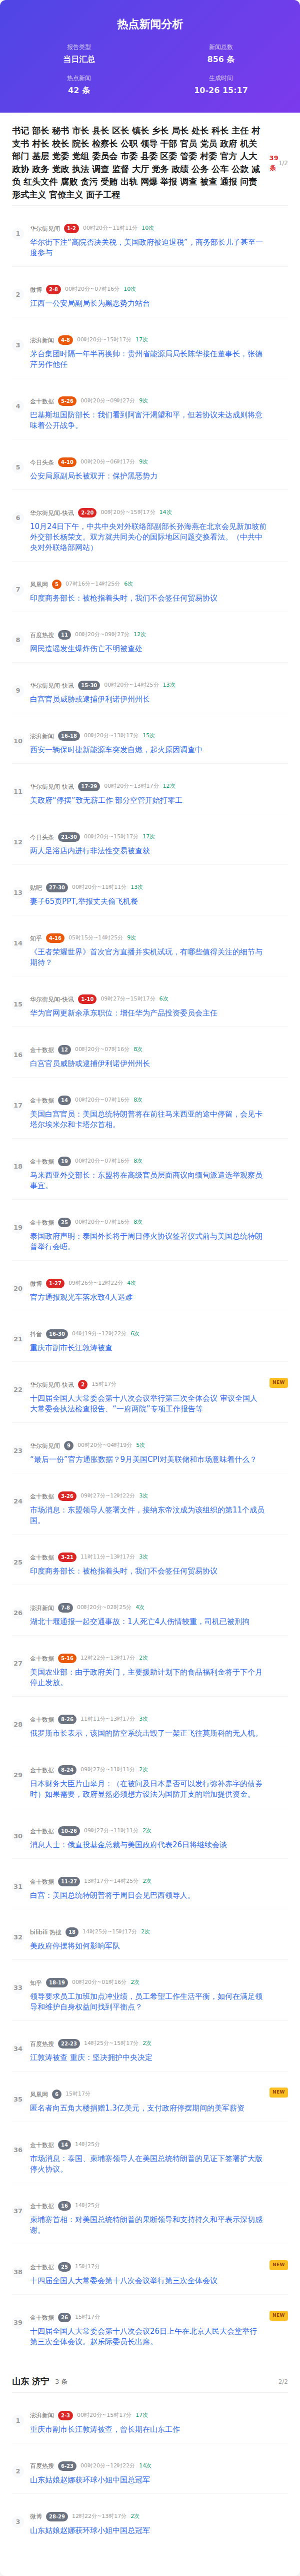 热点新闻分析
报告类型
当日汇总
新闻总数
856 条
热点新闻
42 条
生成时间
10-26 15:17
书记 部长 秘书 市长 县长 区长 镇长 乡长 局长 处长 科长 主任 村
支书 村长 校长 院长 检察长 公职 领导 干部 官员 党员 政府 机关
部门 基层 党委 党组 委员会 市委 县委 区委 管委 村委 官方 人大
政协 政务 党政 执法 调查 监督 大厅 党务 政绩 公务 公车 公款 减
负 红头文件 腐败 贪污 受贿 出轨 网爆 举报 调查 被查 通报 问责
形式主义 官僚主义 面子工程
39
条
1/2
1
华尔街见闻 1-2 00时20分~11时11分 10次
华尔街下注“高院否决关税，美国政府被迫退税”，商务部长儿子甚至一
度参与
2
微博 2-8 00时20分~07时16分 10次
江西一公安局副局长为黑恶势力站台
3
澎湃新闻 4-8 00时20分~15时17分 17次
茅台集团时隔一年半再换帅：贵州省能源局局长陈华接任董事长，张德
芹另作他任
4
金十数据 5-26 00时20分~09时27分 9次
巴基斯坦国防部长：我们看到阿富汗渴望和平，但若协议未达成则将意
味着公开战争。
5
今日头条 4-10 00时20分~06时17分 9次
公安局原副局长被双开：保护黑恶势力
6
华尔街见闻-快讯 2-20 00时20分~15时17分 14次
10月24日下午，中共中央对外联络部副部长孙海燕在北京会见新加坡前
外交部长杨荣文。双方就共同关心的国际地区问题交换看法。（中共中
央对外联络部网站）
7
凤凰网 5 07时16分~14时25分 6次
印度商务部长：被枪指着头时，我们不会签任何贸易协议
8
百度热搜 11 00时20分~09时27分 12次
网民造谣发生爆炸伤亡不明被查处
9
华尔街见闻-快讯 15-30 00时20分~14时25分 13次
白宫官员威胁或逮捕伊利诺伊州州长
10
澎湃新闻 16-18 00时20分~13时17分 15次
西安一辆保时捷新能源车突发自燃，起火原因调查中
11
华尔街见闻-快讯 17-29 00时20分~13时17分 12次
美政府“停摆”致无薪工作 部分空管开始打零工
12
今日头条 21-30 00时20分~15时17分 17次
两人足浴店内进行非法性交易被查获
13
贴吧 27-30 00时20分~11时11分 13次
妻子65页PPT,举报丈夫偷飞机餐
14
知乎 4-16 05时15分~14时25分 9次
《王者荣耀世界》首次官方直播并实机试玩，有哪些值得关注的细节与
期待？
15
华尔街见闻-快讯 1-10 09时27分~15时17分 6次
华为官网更新余承东职位：增任华为产品投资委员会主任
16
金十数据 12 00时20分~07时16分 8次
白宫官员威胁或逮捕伊利诺伊州州长
17
金十数据 14 00时20分~07时16分 8次
美国白宫官员：美国总统特朗普将在前往马来西亚的途中停留，会见卡
塔尔埃米尔和卡塔尔首相。
18
金十数据 19 00时20分~07时16分 8次
马来西亚外交部长：东盟将在高级官员层面商议向缅甸派遣选举观察员
事宜。
19
金十数据 25 00时20分~07时16分 8次
泰国政府声明：泰国外长将于周日停火协议签署仪式前与美国总统特朗
普举行会晤。
20
微博 1-27 09时26分~12时22分 4次
官方通报观光车落水致4人遇难
21
抖音 16-30 04时19分~12时22分 6次
重庆市副市长江敦涛被查
22
华尔街见闻-快讯 2 15时17分
NEW
十四届全国人大常委会第十八次会议举行第三次全体会议 审议全国人
大常委会执法检查报告、“一府两院”专项工作报告等
23
华尔街见闻 9 00时20分~04时19分 5次
“最后一份”官方通胀数据？9月美国CPI对美联储和市场意味着什么？
24
金十数据 3-26 09时27分~12时22分 3次
市场消息：东盟领导人签署文件，接纳东帝汶成为该组织的第11个成员
国。
25
金十数据 3-21 11时11分~13时17分 3次
印度商务部长：被枪指着头时，我们不会签任何贸易协议
26
澎湃新闻 7-8 00时20分~02时25分 4次
湖北十堰通报一起交通事故：1人死亡4人伤情较重，司机已被刑拘
27
金十数据 5-16 12时22分~13时17分 2次
美国农业部：由于政府关门，主要援助计划下的食品福利金将于下个月
停止发放。
28
金十数据 8-26 11时11分~13时17分 3次
俄罗斯市长表示，该国的防空系统击毁了一架正飞往莫斯科的无人机。
29
金十数据 8-24 09时27分~11时11分 2次
日本财务大臣片山皋月：（在被问及日本是否可以发行弥补赤字的债券
时）如果需要，政府显然必须想方设法为国防开支的增加提供资金。
30
金十数据 10-26 09时27分~11时11分 2次
消息人士：俄直投基金总裁与美国政府代表26日将继续会谈
31
金十数据 11-27 13时17分~14时25分 2次
白宫：美国总统特朗普将于周日会见巴西领导人。
32
bilibili 热搜 18 14时25分~15时17分 2次
美政府停摆将如何影响军队
33
知乎 18-19 00时20分~01时16分 2次
领导要求员工加班加点冲业绩，员工希望工作生活平衡，如何在满足领
导和维护自身权益间找到平衡点？
34
百度热搜 22-23 14时25分~15时17分 2次
江敦涛被查 重庆：坚决拥护中央决定
35
凤凰网 6 15时17分
NEW
匿名者向五角大楼捐赠1.3亿美元，支付政府停摆期间的美军薪资
36
金十数据 14 14时25分
市场消息：泰国、柬埔寨领导人在美国总统特朗普的见证下签署扩大版
停火协议。
37
金十数据 16 14时25分
柬埔寨首相：对美国总统特朗普的果断领导和支持持久和平表示深切感
谢。
38
金十数据 25 15时17分
NEW
十四届全国人大常委会第十八次会议举行第三次全体会议
39
金十数据 26 15时17分
NEW
十四届全国人大常委会第十八次会议26日上午在北京人民大会堂举行
第三次全体会议。赵乐际委员长出席。
山东 济宁 3 条
2/2
1
澎湃新闻 2-3 00时20分~15时17分 17次
重庆市副市长江敦涛被查，曾长期在山东工作
2
百度热搜 6-23 00时20分~12时22分 14次
山东姑娘赵娜获环球小姐中国总冠军
3
微博 28-29 12时22分~13时17分 2次
山东姑娘赵娜获环球小姐中国总冠军